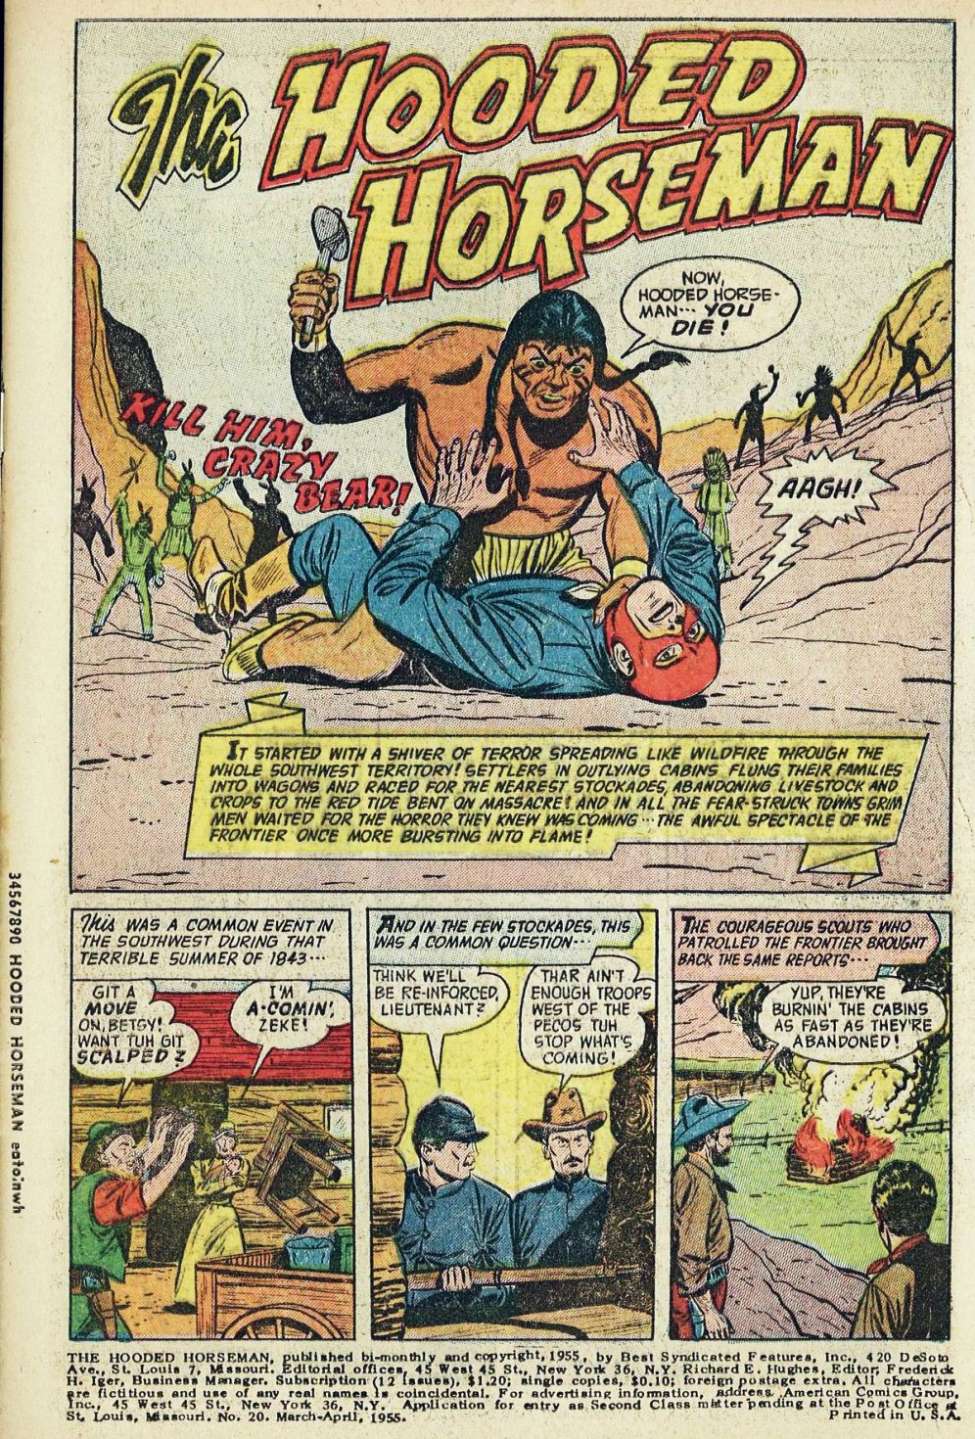 The
HOODED
HORSEMAN
NOW,
HOODED HORSE-
MAN... YOU
DIE!
KILL HIM,
CRAZY
BEAR!
AAGH!
IT STARTED WITH A SHIVER OF TERROR SPREADING LIKE WILDFIRE THROUGH THE
WHOLE SOUTHWEST TERRITORY! SETTLERS IN OUTLYING CABINS FLUNG THEIR FAMILIES
INTO WAGONS AND RACED FOR THE NEAREST STOCKADES, ABANDONING LIVESTOCK AND
CROPS TO THE RED TIDE BENT ON MASSACRE! AND IN ALL THE FEAR-STRUCK TOWNS GRIM
MEN WAITED FOR THE HORROR THEY KNEW WAS COMING... THE AWFUL SPECTACLE OF THE
FRONTIER ONCE MORE BURSTING INTO FLAME!
This WAS A COMMON EVENT IN
THE SOUTHWEST DURING THAT
TERRIBLE SUMMER OF 1843...
GIT A
MOVE
ON, BETSY!
WANT TUH GIT
SCALPED?
I'M
A-COMIN',
ZEKE!
AND IN THE FEW STOCKADES, THIS
WAS A COMMON QUESTION...
THINK WE'LL
BE RE-INFORCED,
LIEUTENANT?
THAR AIN'T
ENOUGH TROOPS
WEST OF THE
PECOS TUH
STOP WHAT'S
COMING!
THE COURAGEOUS SCOUTS WHO
PATROLLED THE FRONTIER BROUGHT
BACK THE SAME REPORTS...
YUP, THEY'RE
BURNIN' THE CABINS
AS FAST AS THEY'RE
ABANDONED!
34567890 HOODED HORSEMAN eato,'nwh
THE HOODED HORSEMAN, published bi-monthly and copyright, 1955, by Best Syndicated Features, Inc., 420 DeSoto
Ave., St. Louis 7, Missouri. Editorial offices, 45 West 45 St., New York 36, N.Y. Richard E. Hughes, Editor; Frederick
H. Iger, Business Manager. Subscription (12 issues), $1.20; single copies, $0.10; foreign postage extra. All characters
are fictitious and use of any real names is coincidental. For advertising information, address American Comics Group,
Inc., 45 West 45 St., New York 36, N.Y. Application for entry as Second Class matter pending at the Post Office at
St. Louis, Missouri. No. 20. March-April, 1955. Printed in U.S.A.